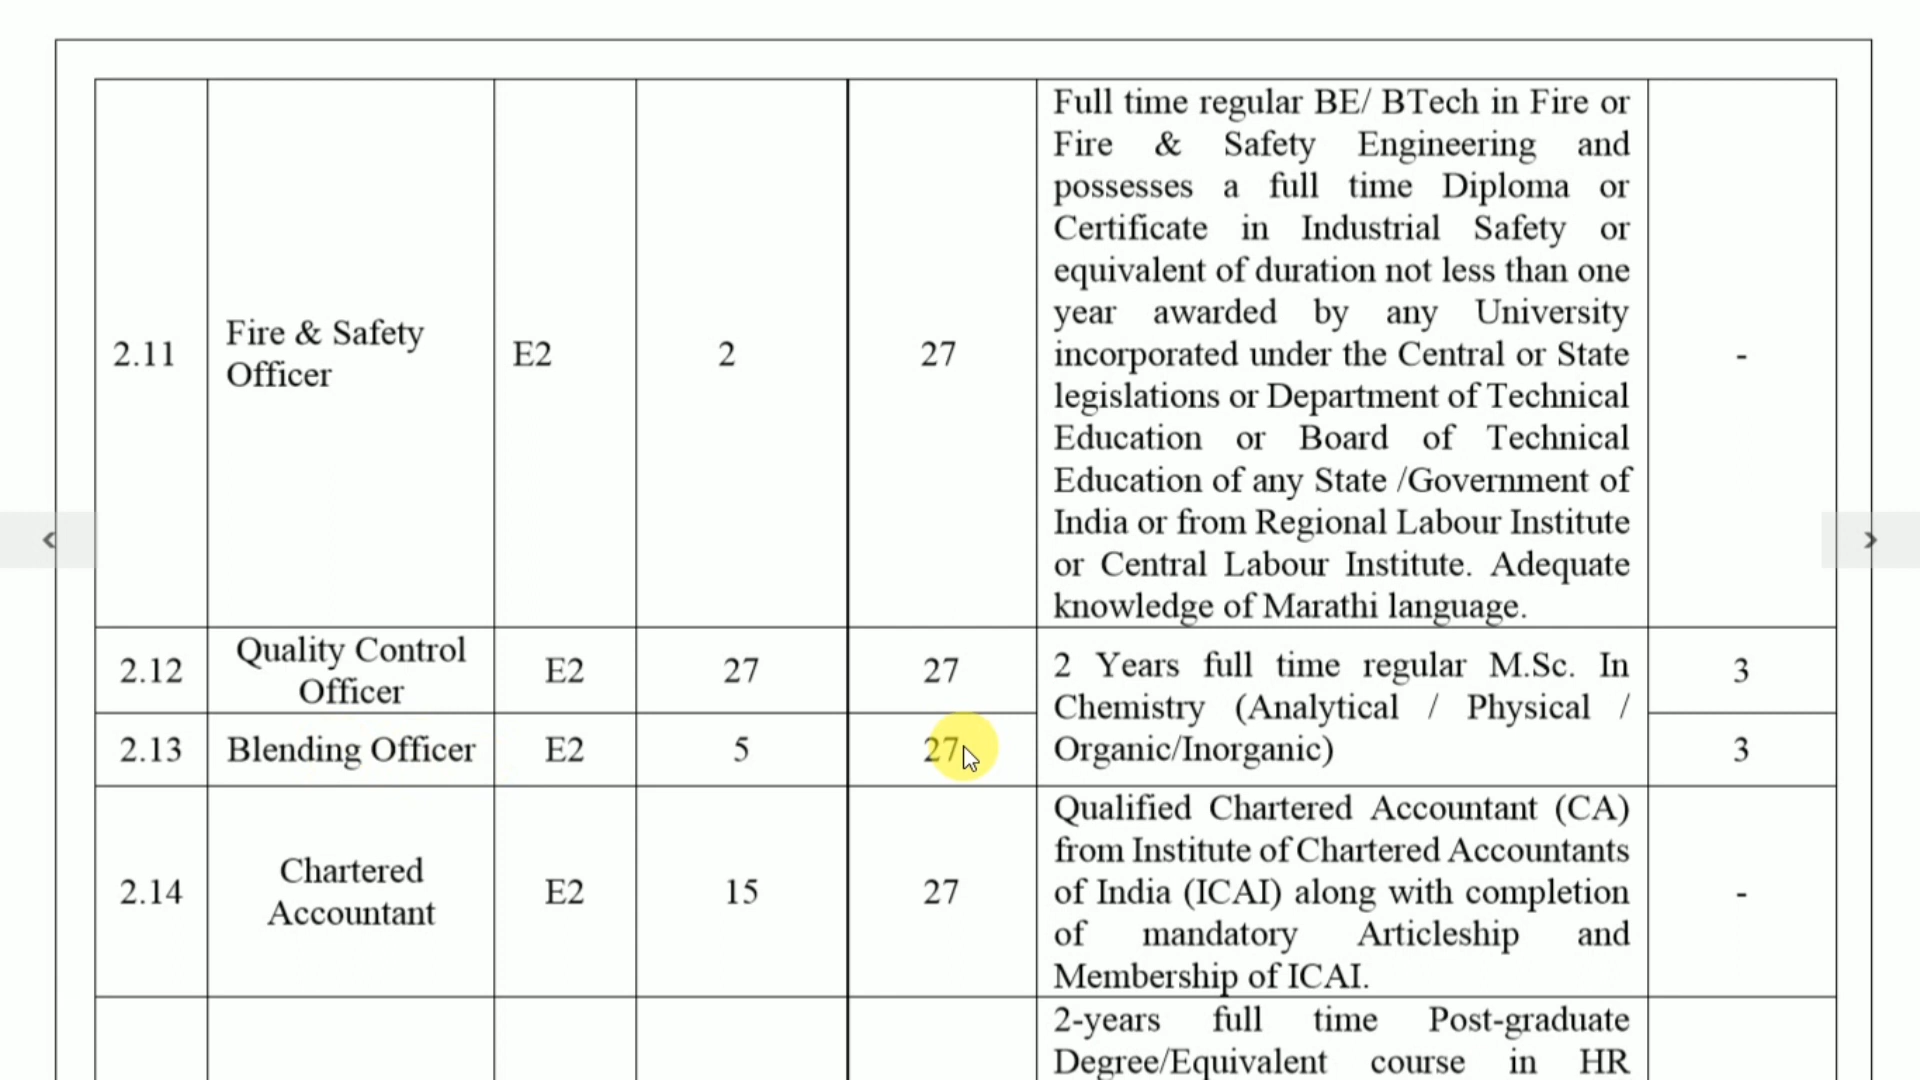 2.11
Fire & Safety
Officer
E2
2
27
Full time regular BE/ BTech in Fire or
Fire & Safety Engineering and
possesses a full time Diploma or
Certificate in Industrial Safety or
equivalent of duration not less than one
year awarded by any University
incorporated under the Central or State
legislations or Department of Technical
Education or Board of Technical
Education of any State /Government of
India or from Regional Labour Institute
or Central Labour Institute. Adequate
knowledge of Marathi language.
-
2.12
Quality Control
Officer
E2
27
27
2 Years full time regular M.Sc. In
Chemistry (Analytical / Physical /
Organic/Inorganic)
3
2.13
Blending Officer
E2
5
27
3
2.14
Chartered
Accountant
E2
15
27
Qualified Chartered Accountant (CA)
from Institute of Chartered Accountants
of India (ICAI) along with completion
of mandatory Articleship and
Membership of ICAI.
-
2-years full time Post-graduate
Degree/Equivalent course in HR